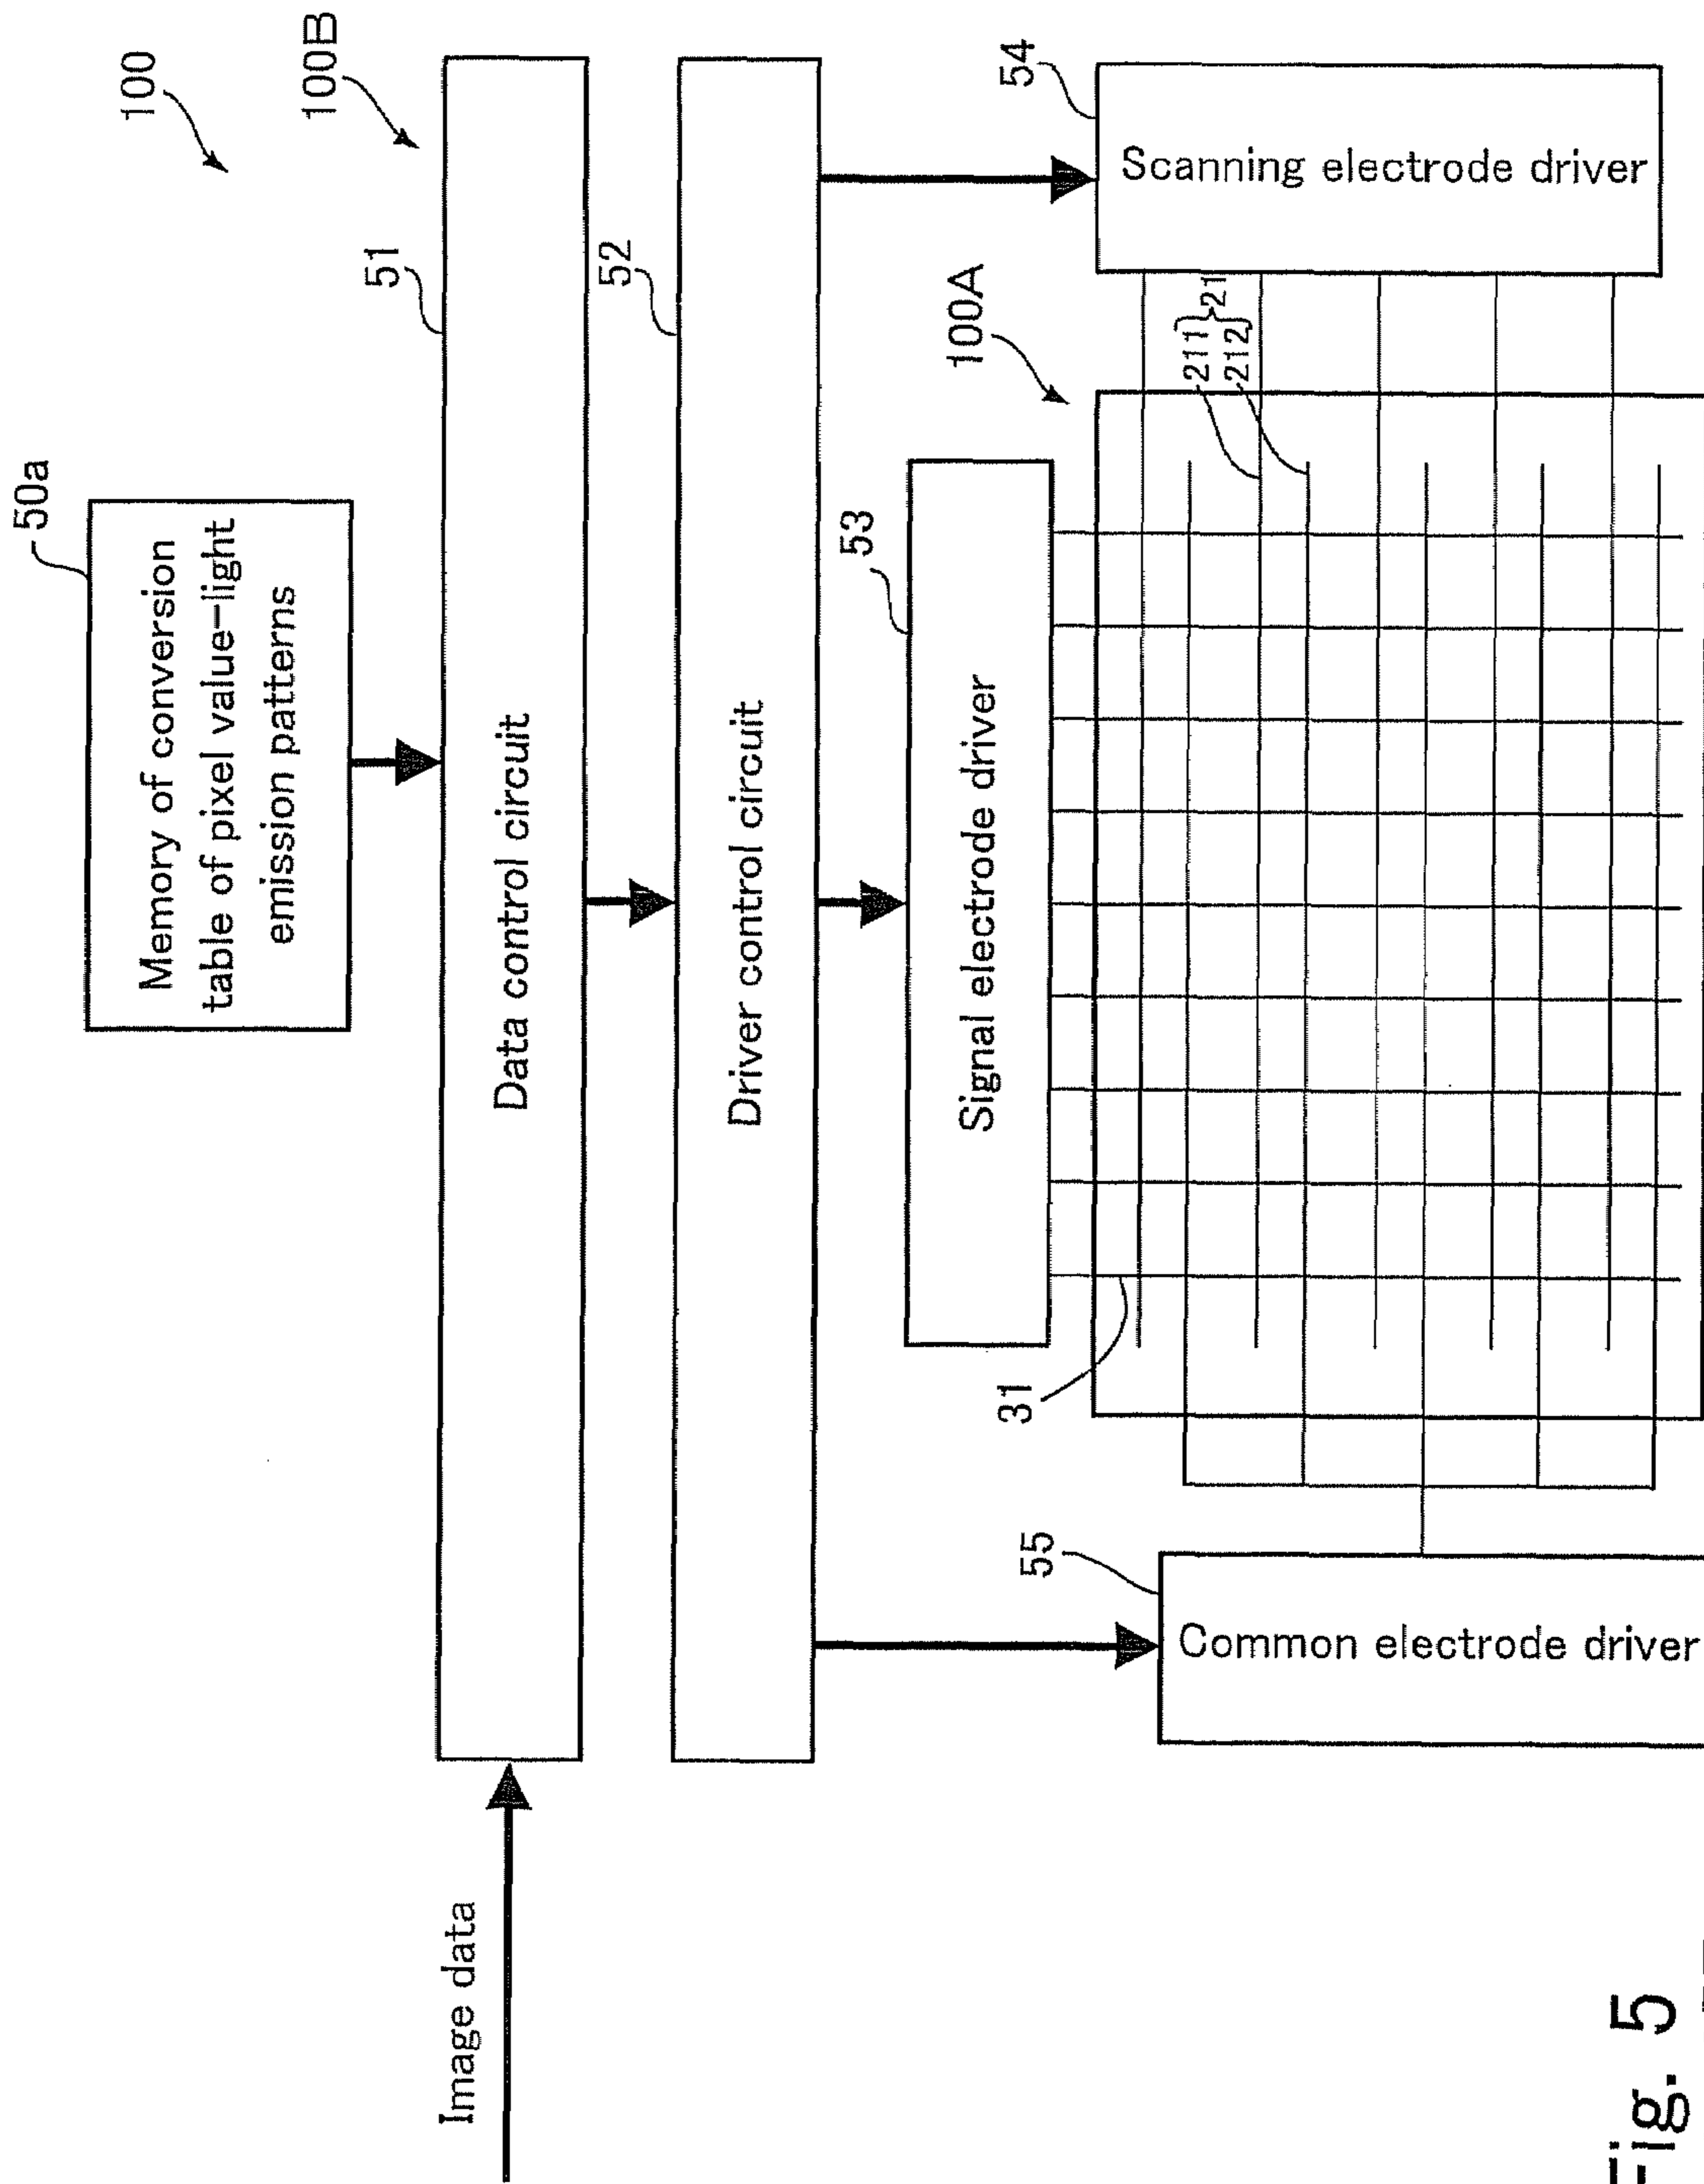 100
100B
50a
Memory of conversion
table of pixel value-light
emission patterns
51
Image data
Data control circuit
52
Driver control circuit
53
Signal electrode driver
54
Scanning electrode driver
100A
211
212
21
31
55
Common electrode driver
Fig. 5